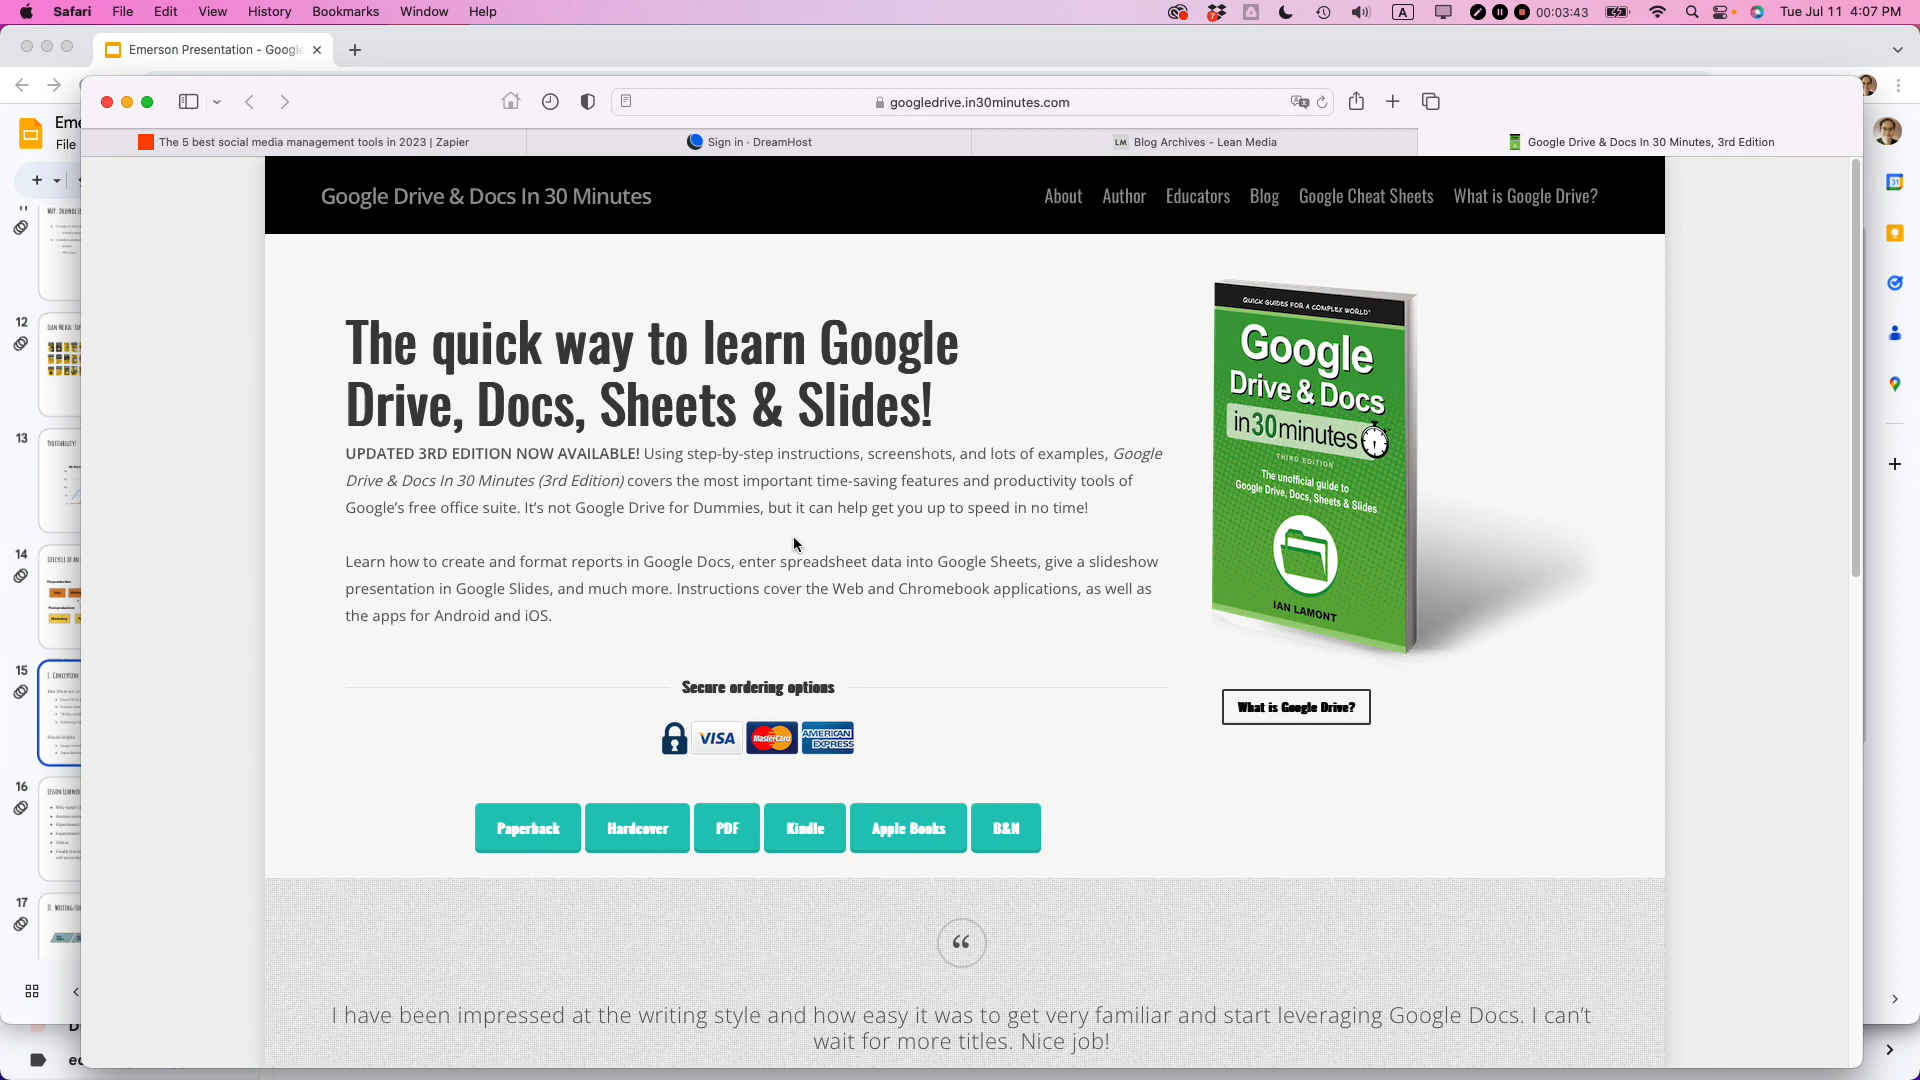 Safari File Edit View History Bookmarks Window Help
7 A 00:03:43 Tue Jul 11 4:07 PM
Emerson Presentation - Google
Eme
File
googledrive.in30minutes.com
The 5 best social media management tools in 2023 | Zapier
Sign in · DreamHost
LM Blog Archives - Lean Media
Google Drive & Docs In 30 Minutes, 3rd Edition
Google Drive & Docs In 30 Minutes
About Author Educators Blog Google Cheat Sheets What is Google Drive?
The quick way to learn Google
Drive, Docs, Sheets & Slides!
UPDATED 3RD EDITION NOW AVAILABLE! Using step-by-step instructions, screenshots, and lots of examples, Google
Drive & Docs In 30 Minutes (3rd Edition) covers the most important time-saving features and productivity tools of
Google’s free office suite. It’s not Google Drive for Dummies, but it can help get you up to speed in no time!
Learn how to create and format reports in Google Docs, enter spreadsheet data into Google Sheets, give a slideshow
presentation in Google Slides, and much more. Instructions cover the Web and Chromebook applications, as well as
the apps for Android and iOS.
QUICK GUIDES FOR A COMPLEX WORLD®
Google
Drive & Docs
in 30 minutes
THIRD EDITION
The unofficial guide to
Google Drive, Docs, Sheets & Slides
IAN LAMONT
What is Google Drive?
Secure ordering options
VISA MasterCard AMERICAN EXPRESS
Paperback Hardcover PDF Kindle Apple Books B&N
“
I have been impressed at the writing style and how easy it was to get very familiar and start leveraging Google Docs. I can’t
wait for more titles. Nice job!
12
13
14
15
16
17
31